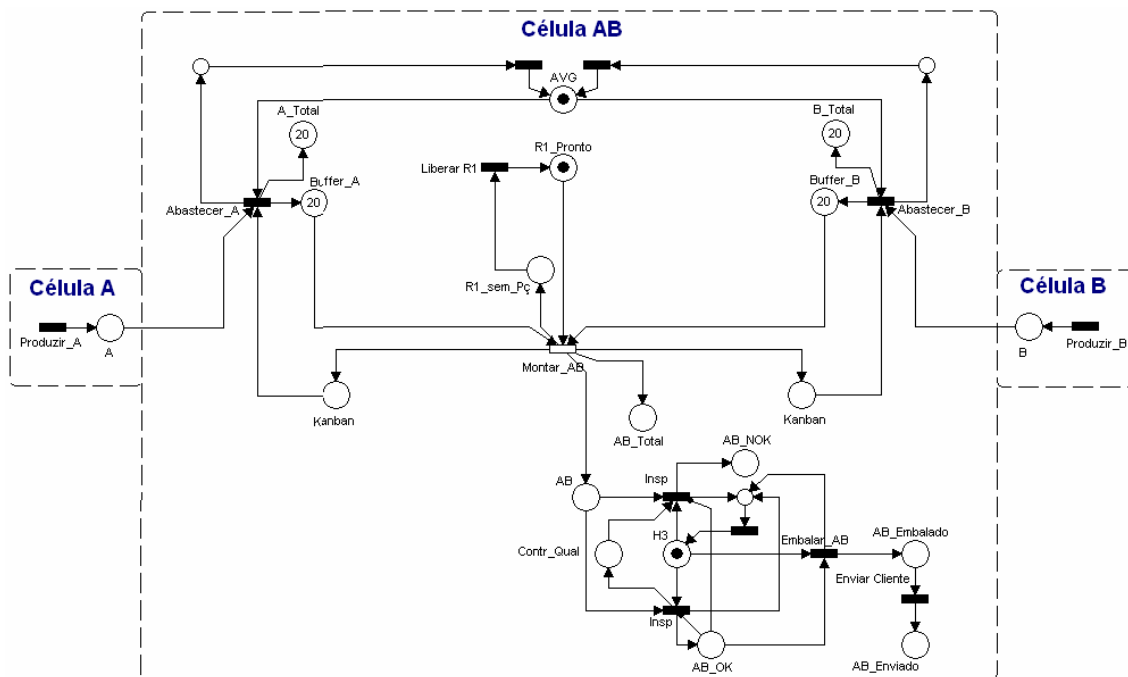 Célula AB
AVG
A_Total
B_Total
20
20
R1_Pronto
Liberar R1
Buffer_A
Buffer_B
20
20
Abastecer_A
Abastecer_B
Célula A
Célula B
R1_sem_Pç
Produzir_A
A
B
Produzir_B
Montar_AB
Kanban
Kanban
AB_Total
AB_NOK
AB
Insp
H3
Embalar_AB
AB_Embalado
Contr_Qual
Enviar Cliente
Insp
AB_OK
AB_Enviado